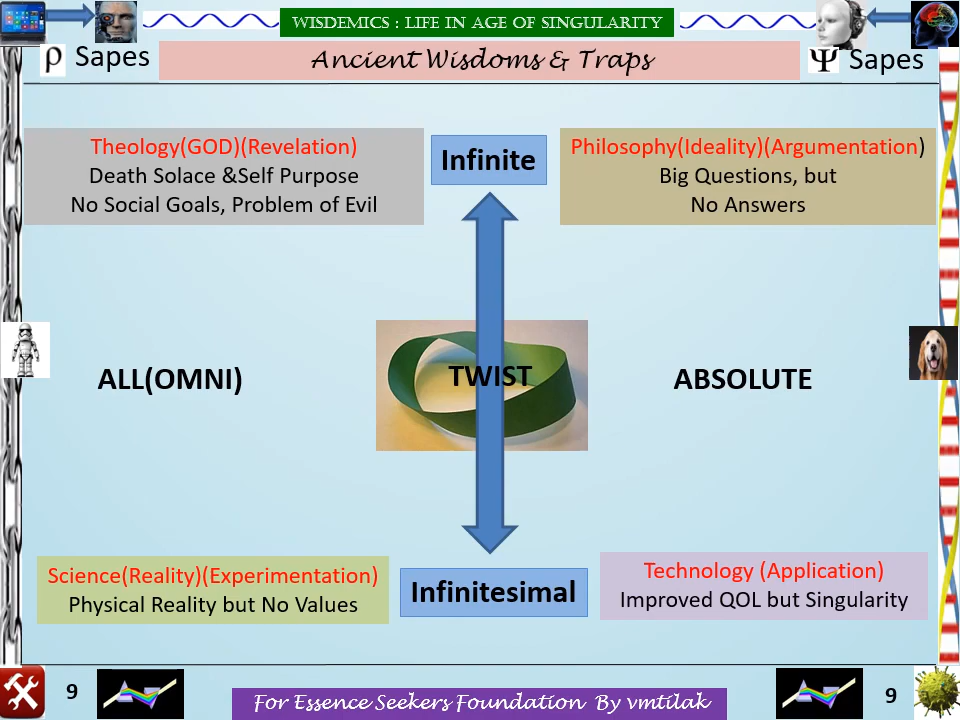 WISDEMICS : LIFE IN AGE OF SINGULARITY
ρ Sapes
Ancient Wisdoms & Traps
Ψ Sapes
Theology(GOD)(Revelation)
Death Solace &Self Purpose
No Social Goals, Problem of Evil
Infinite
Philosophy(Ideality)(Argumentation)
Big Questions, but
No Answers
ALL(OMNI)
TWIST
ABSOLUTE
Science(Reality)(Experimentation)
Physical Reality but No Values
Infinitesimal
Technology (Application)
Improved QOL but Singularity
9
For Essence Seekers Foundation By vmtilak
9